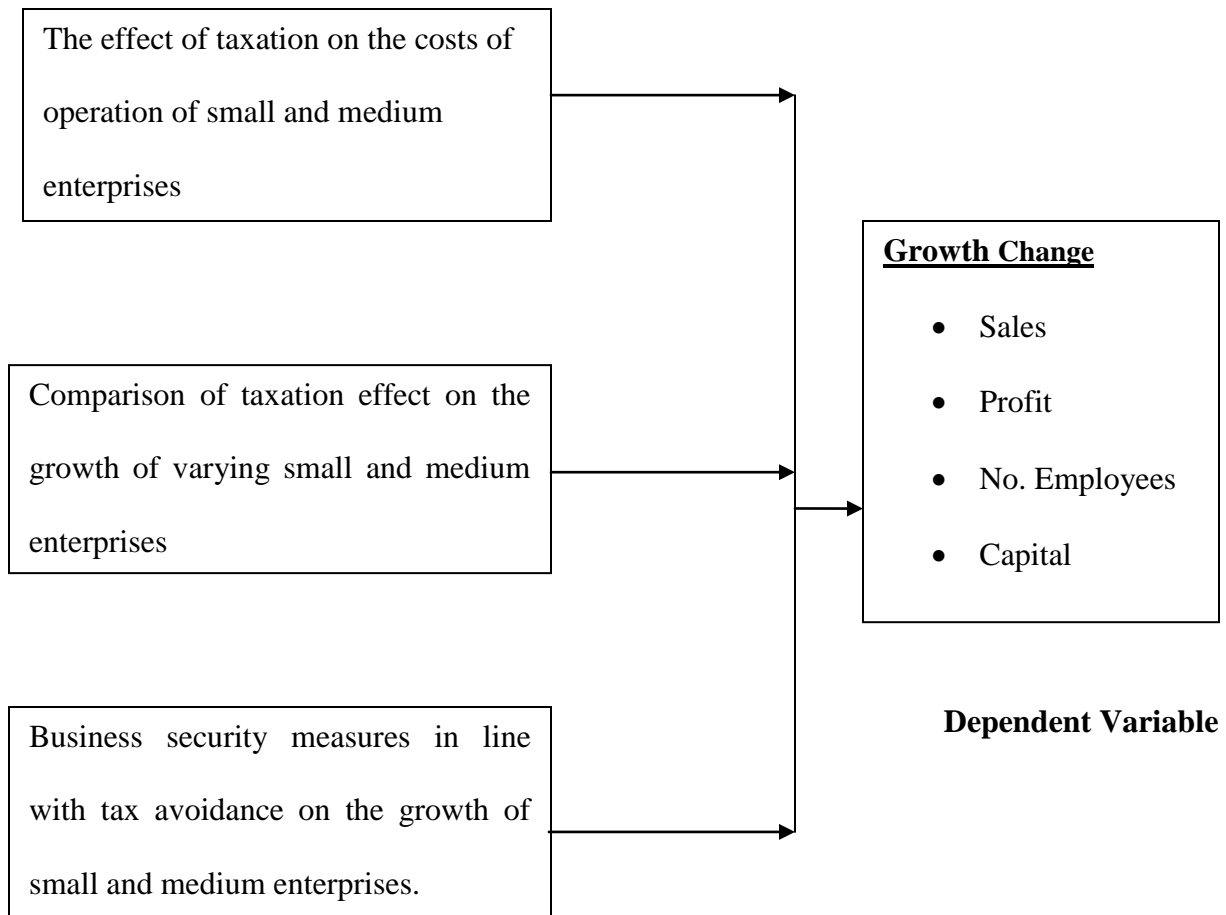 The effect of taxation on the costs of
operation of small and medium
enterprises
Comparison of taxation effect on the
growth of varying small and medium
enterprises
Business security measures in line
with tax avoidance on the growth of
small and medium enterprises.
Growth Change
• Sales
• Profit
• No. Employees
• Capital
Dependent Variable